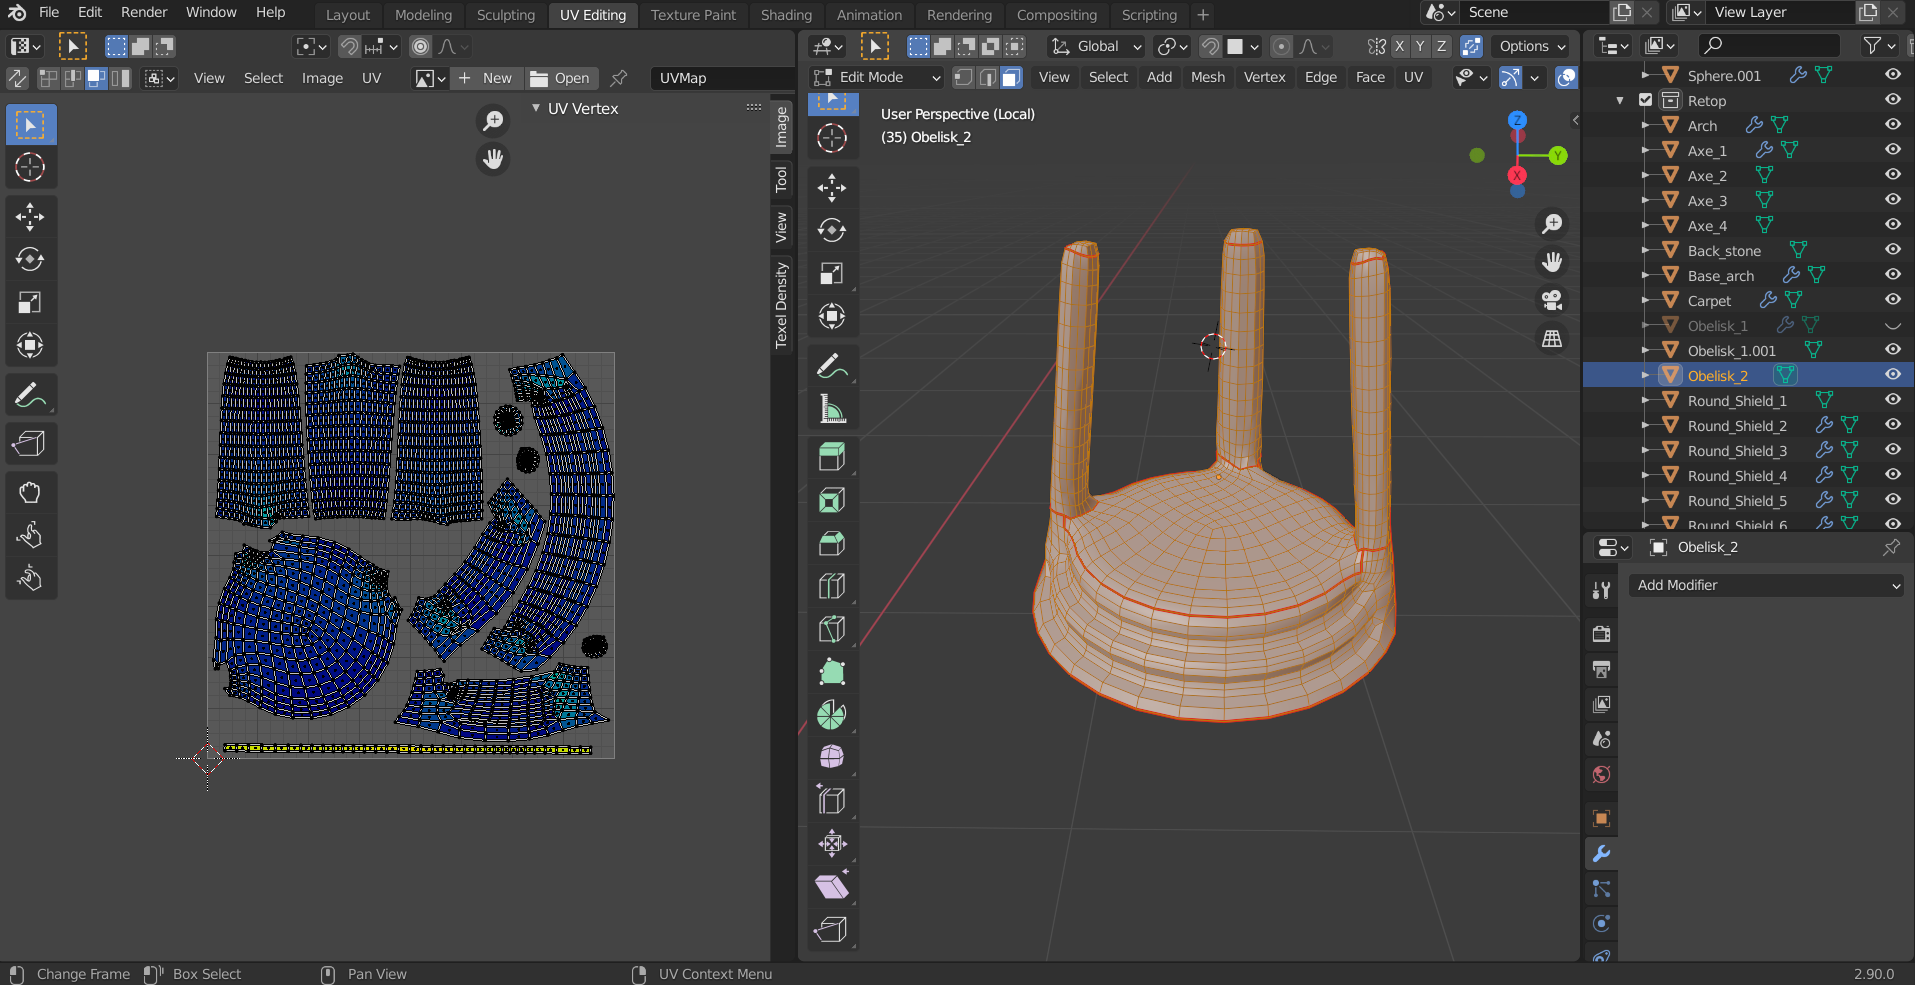 File Edit Render Window Help Layout Modeling Sculpting UV Editing Texture Paint Shading Animation Rendering Compositing Scripting + Scene View Layer
Global X Y Z Options
View Select Image UV + New Open UVMap
Edit Mode View Select Add Mesh Vertex Edge Face UV
UV Vertex
Image
Tool
View
Texel Density
User Perspective (Local)
(35) Obelisk_2
Z
Y
X
Sphere.001
Retop
Arch
Axe_1
Axe_2
Axe_3
Axe_4
Back_stone
Base_arch
Carpet
Obelisk_1
Obelisk_1.001
Obelisk_2
Round_Shield_1
Round_Shield_2
Round_Shield_3
Round_Shield_4
Round_Shield_5
Round_Shield_6
Obelisk_2
Add Modifier
Change Frame Box Select Pan View UV Context Menu 2.90.0